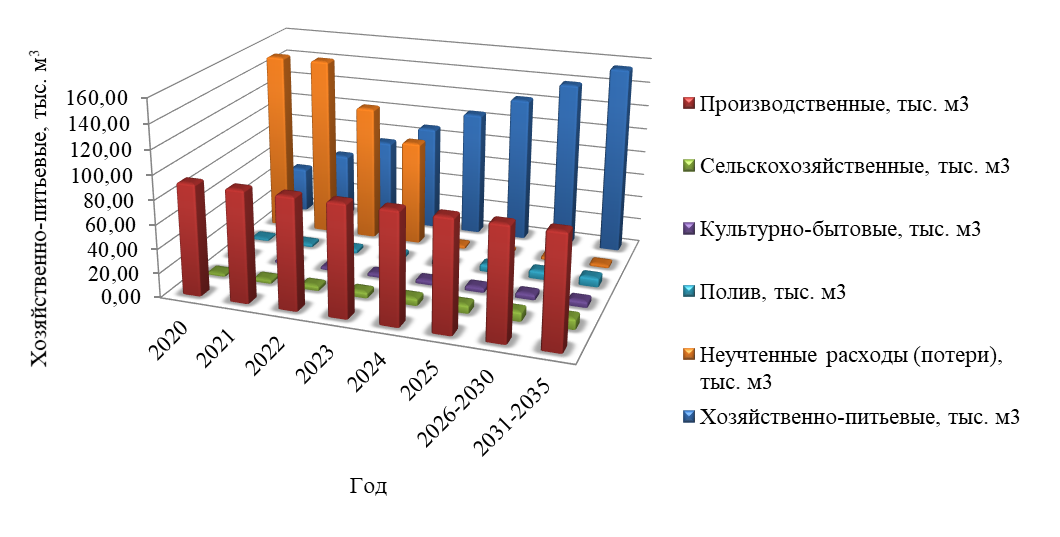 Хозяйственно-питьевые, тыс. м³
160,00
140,00
120,00
100,00
80,00
60,00
40,00
20,00
0,00
2020
2021
2022
2023
2024
2025
2026-2030
2031-2035
Год
Производственные, тыс. м3
Сельскохозяйственные, тыс. м3
Культурно-бытовые, тыс. м3
Полив, тыс. м3
Неучтенные расходы (потери),
тыс. м3
Хозяйственно-питьевые, тыс. м3